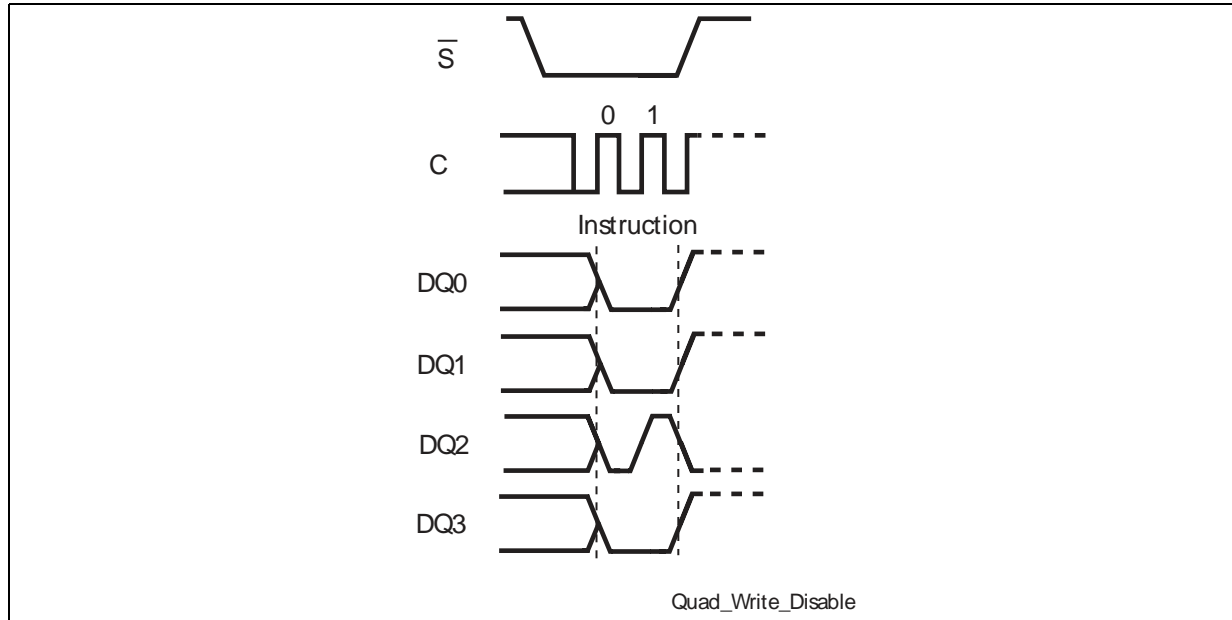 S̅
0 1
C
Instruction
DQ0
DQ1
DQ2
DQ3
Quad_Write_Disable